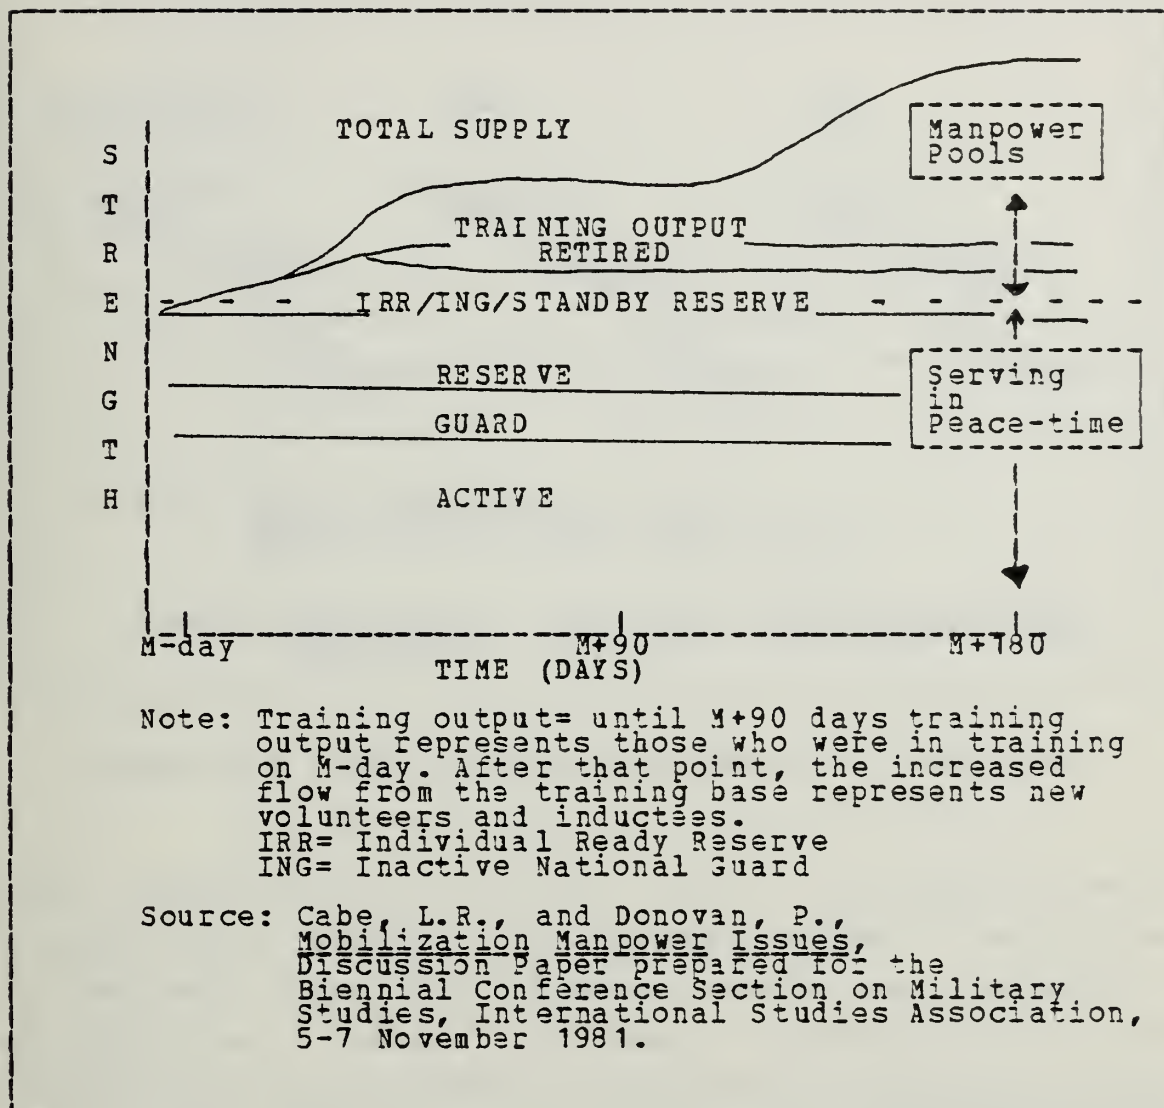 TOTAL SUPPLY
Manpower
Pools
S
T
R
E
N
G
T
H
TRAINING OUTPUT
RETIRED
IRR/ING/STANDBY RESERVE
RESERVE
GUARD
ACTIVE
Serving
in
Peace-time
M-day
M+90
M+180
TIME (DAYS)
Note: Training output= until M+90 days training
output represents those who were in training
on M-day. After that point, the increased
flow from the training base represents new
volunteers and inductees.
IRR= Individual Ready Reserve
ING= Inactive National Guard
Source: Cabe, L.R., and Donovan, P.,
Mobilization Manpower Issues,
Discussion Paper prepared for the
Biennial Conference Section on Military
Studies, International Studies Association,
5-7 November 1981.